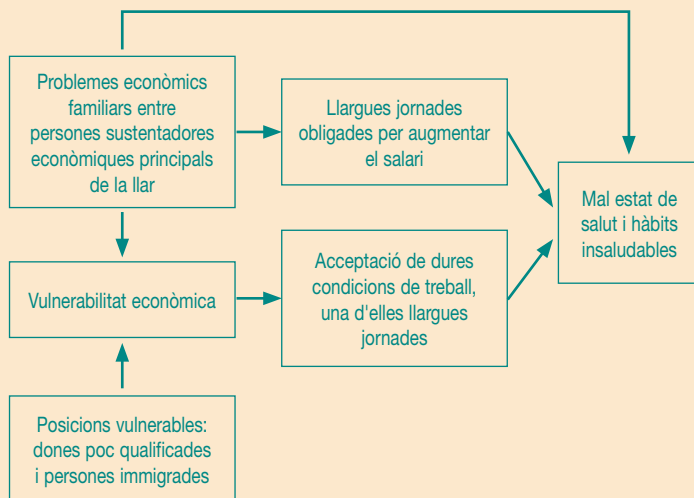 Problemes econòmics
familiars entre
persones sustentadores
econòmiques principals
de la llar
Llargues jornades
obligades per augmentar
el salari
Mal estat de
salut i hàbits
insaludables
Vulnerabilitat econòmica
Acceptació de dures
condicions de treball,
una d'elles llargues
jornades
Posicions vulnerables:
dones poc qualificades
i persones immigrades